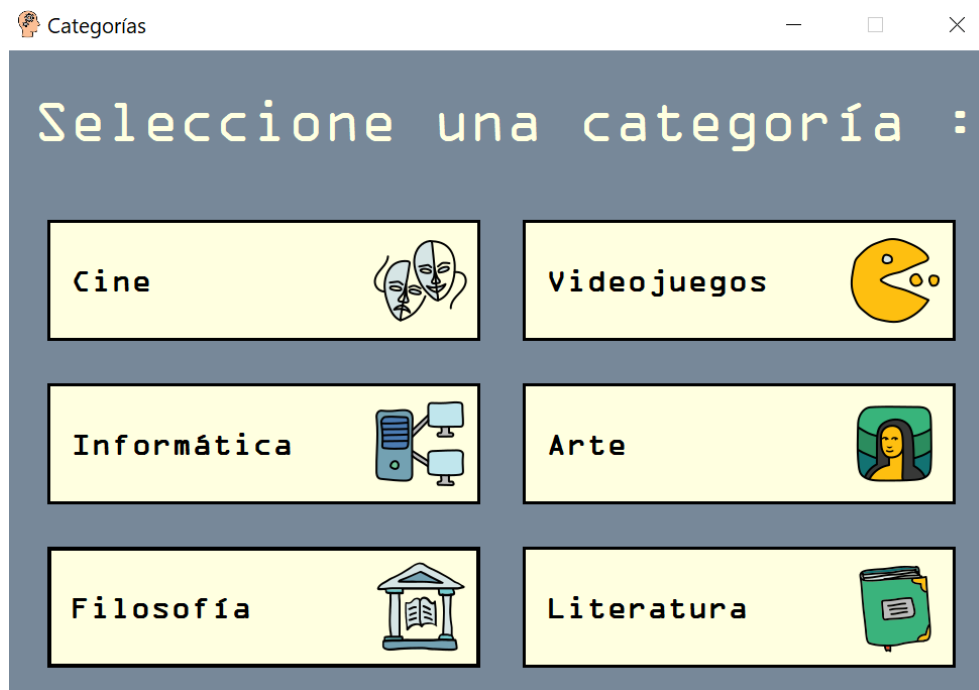 Categorías
Seleccione una categoría :
Cine
Videojuegos
Informática
Arte
Filosofía
Literatura